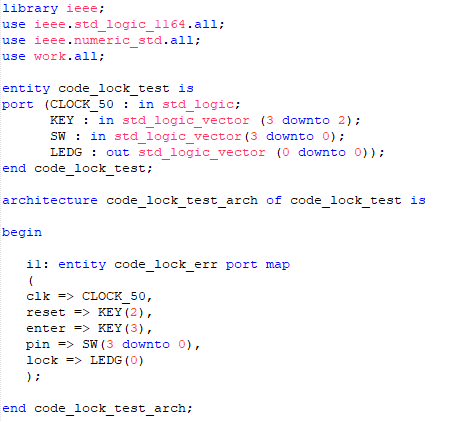 library ieee;
use ieee.std_logic_1164.all;
use ieee.numeric_std.all;
use work.all;
entity code_lock_test is
port (CLOCK_50 : in std_logic;
KEY : in std_logic_vector (3 downto 2);
SW : in std_logic_vector(3 downto 0);
LEDG : out std_logic_vector (0 downto 0));
end code_lock_test;
architecture code_lock_test_arch of code_lock_test is
begin
i1: entity code_lock_err port map
(
clk => CLOCK_50,
reset => KEY(2),
enter => KEY(3),
pin => SW(3 downto 0),
lock => LEDG(0)
);
end code_lock_test_arch;